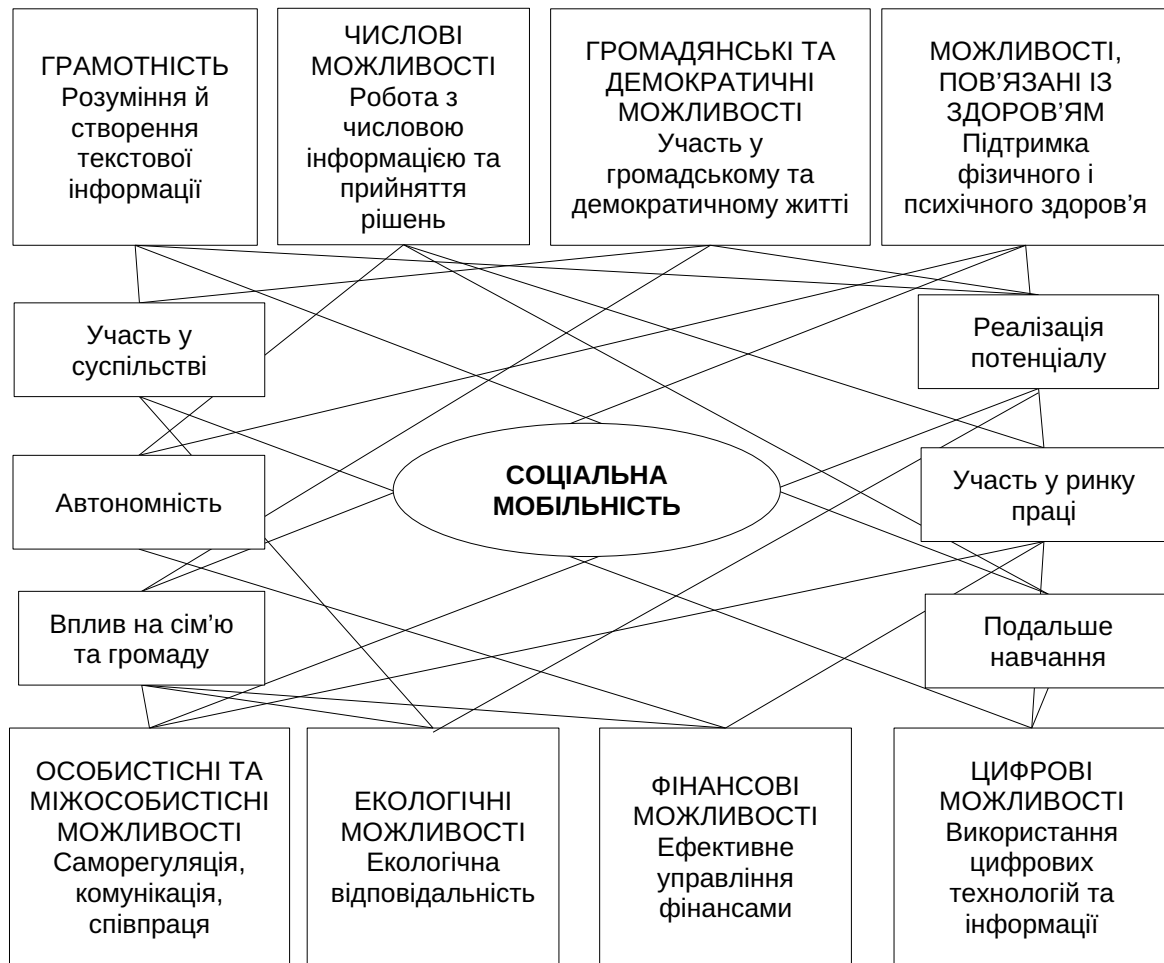 ГРАМОТНІСТЬ
Розуміння й
створення
текстової
інформації
ЧИСЛОВІ
МОЖЛИВОСТІ
Робота з
числовою
інформацією та
прийняття
рішень
ГРОМАДЯНСЬКІ ТА
ДЕМОКРАТИЧНІ
МОЖЛИВОСТІ
Участь у
громадському та
демократичному житті
МОЖЛИВОСТІ,
ПОВ’ЯЗАНІ ІЗ
ЗДОРОВ’ЯМ
Підтримка
фізичного і
психічного здоров’я
Участь у
суспільстві
Реалізація
потенціалу
Автономність
СОЦІАЛЬНА
МОБІЛЬНІСТЬ
Участь у ринку
праці
Вплив на сім’ю
та громаду
Подальше
навчання
ОСОБИСТІСНІ ТА
МІЖОСОБИСТІСНІ
МОЖЛИВОСТІ
Саморегуляція,
комунікація,
співпраця
ЕКОЛОГІЧНІ
МОЖЛИВОСТІ
Екологічна
відповідальність
ФІНАНСОВІ
МОЖЛИВОСТІ
Ефективне
управління
фінансами
ЦИФРОВІ
МОЖЛИВОСТІ
Використання
цифрових
технологій та
інформації